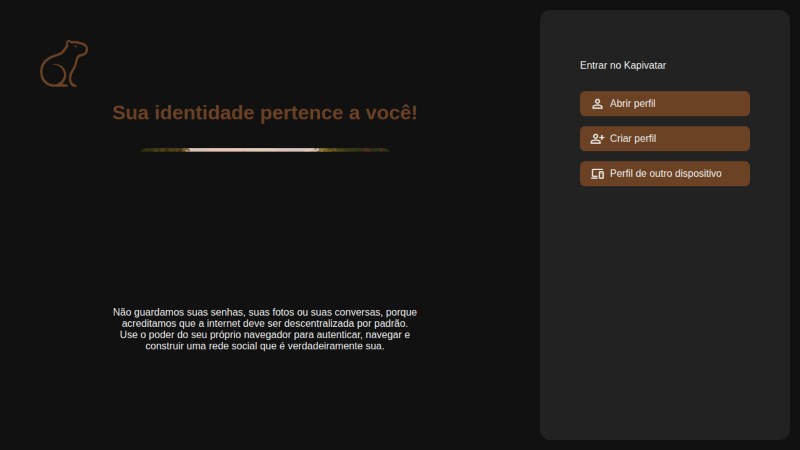 Sua identidade pertence a você!
Não guardamos suas senhas, suas fotos ou suas conversas, porque
acreditamos que a internet deve ser descentralizada por padrão.
Use o poder do seu próprio navegador para autenticar, navegar e
construir uma rede social que é verdadeiramente sua.
Entrar no Kapivatar
Abrir perfil
Criar perfil
Perfil de outro dispositivo